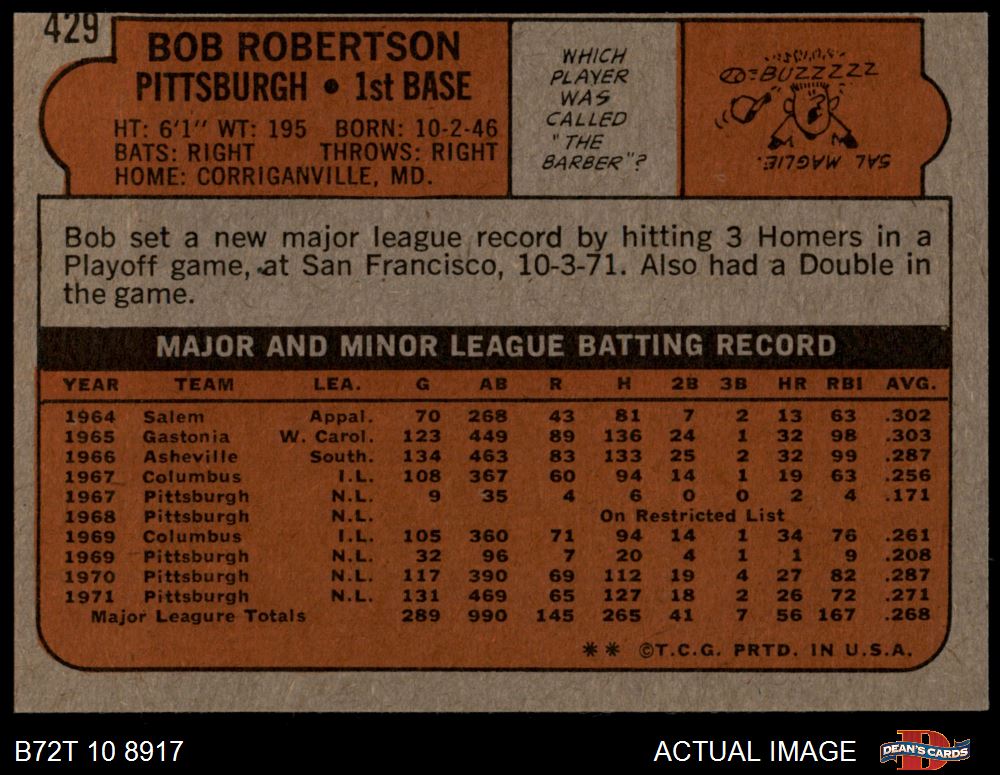 429
BOB ROBERTSON
PITTSBURGH • 1st BASE
HT: 6'1" WT: 195 BORN: 10-2-46
BATS: RIGHT THROWS: RIGHT
HOME: CORRIGANVILLE, MD.
WHICH
PLAYER
WAS
CALLED
"THE
BARBER"?
BUZZZZZ
SAL MAGLIE.
Bob set a new major league record by hitting 3 Homers in a
Playoff game, at San Francisco, 10-3-71. Also had a Double in
the game.
MAJOR AND MINOR LEAGUE BATTING RECORD
YEAR TEAM LEA. G AB R H 2B 3B HR RBI AVG.
1964 Salem Appal. 70 268 43 81 7 2 13 63 .302
1965 Gastonia W. Carol. 123 449 89 136 24 1 32 98 .303
1966 Asheville South. 134 463 83 133 25 2 32 99 .287
1967 Columbus I.L. 108 367 60 94 14 1 19 63 .256
1967 Pittsburgh N.L. 9 35 4 6 0 0 2 4 .171
1968 Pittsburgh N.L. On Restricted List
1969 Columbus I.L. 105 360 71 94 14 1 34 76 .261
1969 Pittsburgh N.L. 32 96 7 20 4 1 1 9 .208
1970 Pittsburgh N.L. 117 390 69 112 19 4 27 82 .287
1971 Pittsburgh N.L. 131 469 65 127 18 2 26 72 .271
Major Leagure Totals 289 990 145 265 41 7 56 167 .268
** ©T.C.G. PRTD. IN U.S.A.
B72T 10 8917
ACTUAL IMAGE
DEAN'S CARDS